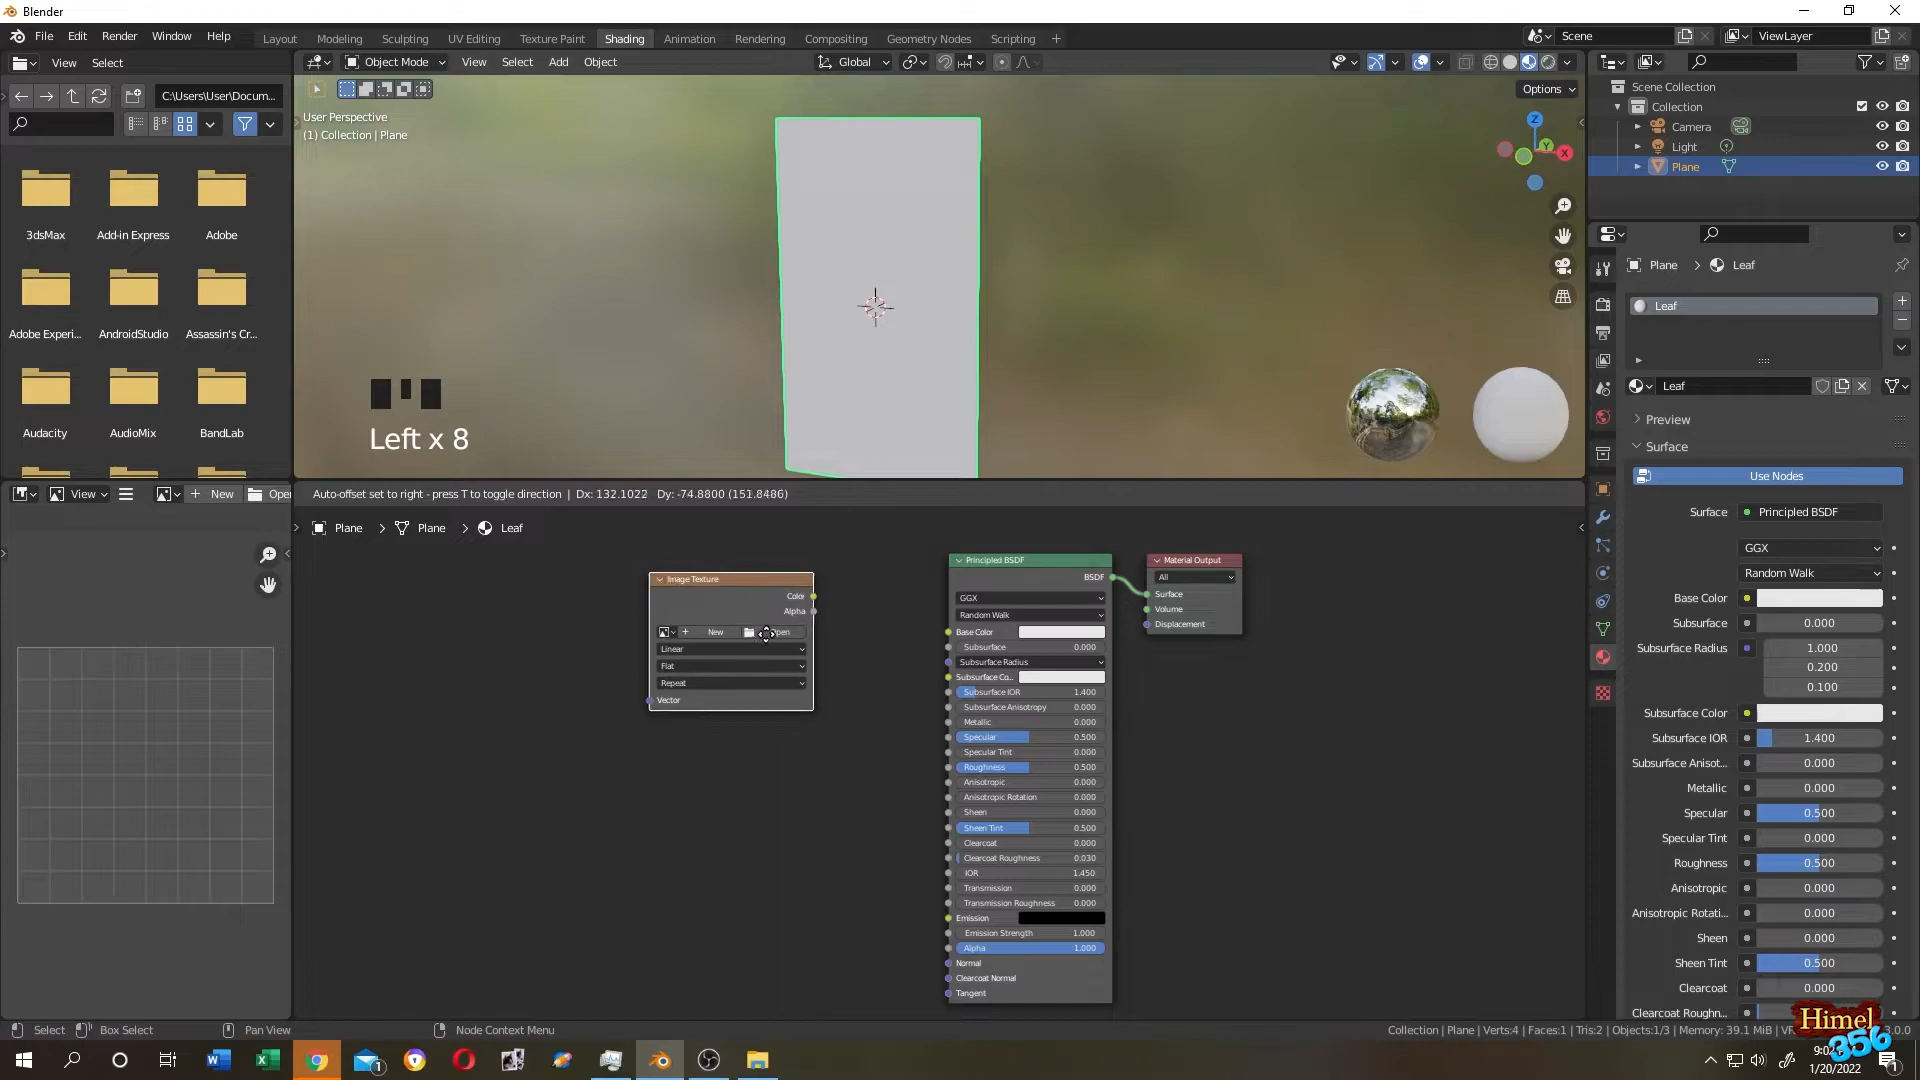 Blender
File Edit Render Window Help
Layout Modeling Sculpting UV Editing Texture Paint Shading Animation Rendering Compositing Geometry Nodes Scripting
Scene
ViewLayer
View Select
Object Mode View Select Add Object
Global
C:\Users\User\Docum...
Options
User Perspective
(1) Collection | Plane
Z
Y
X
Scene Collection
Collection
Camera
Light
Plane
3dsMax Add-in Express Adobe
Adobe Experi... AndroidStudio Assassin's Cr...
Audacity AudioMix BandLab
Left x 8
Plane > Leaf
Leaf
Leaf
Preview
Surface
Use Nodes
Surface Principled BSDF
GGX
Random Walk
Base Color
Subsurface 0.000
Subsurface Radius 1.000
0.200
0.100
Subsurface Color
Subsurface IOR 1.400
Subsurface Anisot... 0.000
Metallic 0.000
Specular 0.500
Specular Tint 0.000
Roughness 0.500
Anisotropic 0.000
Anisotropic Rotati... 0.000
Sheen 0.000
Sheen Tint 0.500
Clearcoat 0.000
Clearcoat Roughn...
View New Open
Auto-offset set to right - press T to toggle direction | Dx: 132.1022 Dy: -74.8800 (151.8486)
Plane > Plane > Leaf
Image Texture
Color
Alpha
New Open
Linear
Flat
Repeat
Vector
Principled BSDF
BSDF
GGX
Random Walk
Base Color
Subsurface 0.000
Subsurface Radius
Subsurface Co..
Subsurface IOR 1.400
Subsurface Anisotropy 0.000
Metallic 0.000
Specular 0.500
Specular Tint 0.000
Roughness 0.500
Anisotropic 0.000
Anisotropic Rotation 0.000
Sheen 0.000
Sheen Tint 0.500
Clearcoat 0.000
Clearcoat Roughness 0.030
IOR 1.450
Transmission 0.000
Transmission Roughness 0.000
Emission
Emission Strength 1.000
Alpha 1.000
Normal
Clearcoat Normal
Tangent
Material Output
All
Surface
Volume
Displacement
Select Box Select Pan View Node Context Menu
Collection | Plane | Verts:4 | Faces:1 | Tris:2 | Objects:1/3 | Memory: 39.1 MiB
Himel
356
1/20/2022